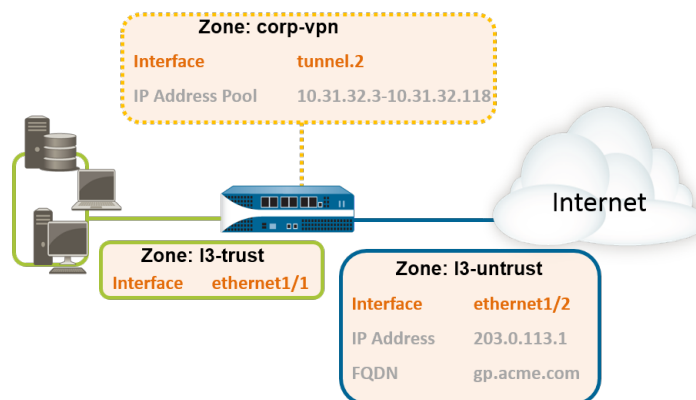 Zone: corp-vpn
Interface tunnel.2
IP Address Pool 10.31.32.3-10.31.32.118
Internet
Zone: l3-trust
Interface ethernet1/1
Zone: l3-untrust
Interface ethernet1/2
IP Address 203.0.113.1
FQDN gp.acme.com